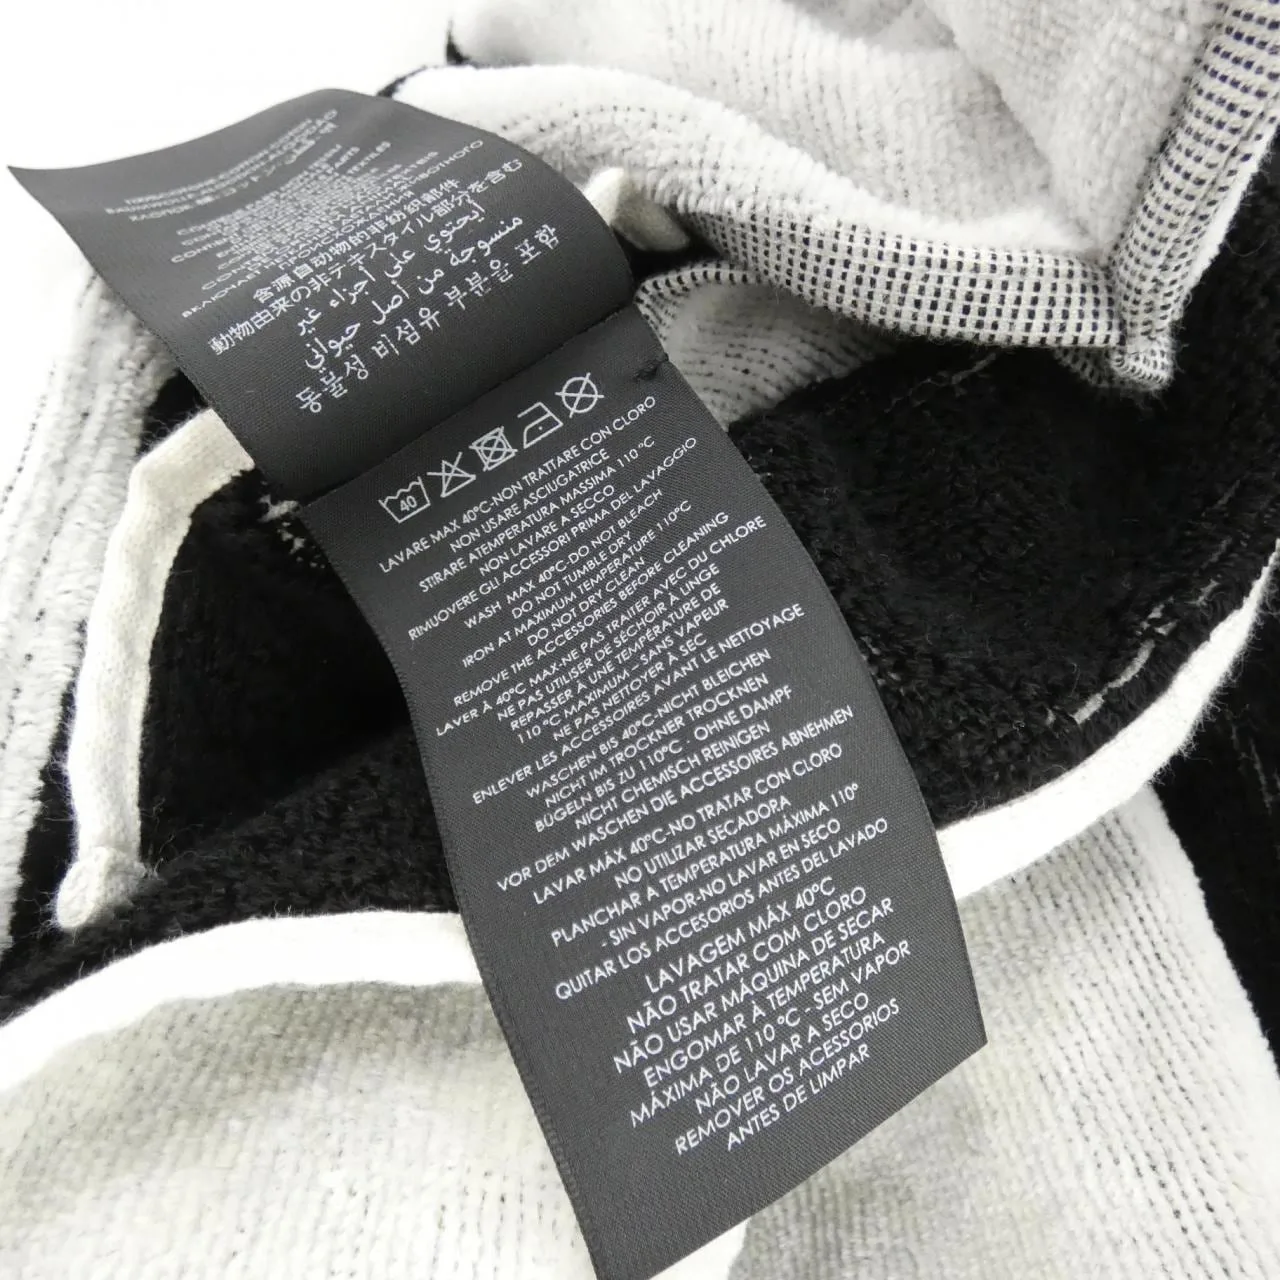 含源自动物的非纺织部件
動物由来の非テキスタイル部分を含む
يحتوي على أجزاء غير
منسوجة من أصل حيواني
동물성 비섬유 부분을 포함
40
LAVARE MAX 40°C-NON TRATTARE CON CLORO
NON USARE ASCIUGATRICE
STIRARE A TEMPERATURA MASSIMA 110 °C
NON LAVARE A SECCO
RIMUOVERE GLI ACCESSORI PRIMA DEL LAVAGGIO
WASH MAX 40°C-DO NOT BLEACH
DO NOT TUMBLE DRY
IRON AT MAXIMUM TEMPERATURE 110°C
DO NOT DRY CLEAN
REMOVE THE ACCESSORIES BEFORE CLEANING
LAVER À 40°C MAX-NE PAS TRAITER AVEC DU CHLORE
NE PAS UTILISER DE SÉCHOIR À LINGE
REPASSER À UNE TEMPÉRATURE DE
110 °C MAXIMUM – SANS VAPEUR
NE PAS NETTOYER À SEC
ENLEVER LES ACCESSOIRES AVANT LE NETTOYAGE
WASCHEN BIS 40°C-NICHT BLEICHEN
NICHT IM TROCKNER TROCKNEN
BÜGELN BIS ZU 110°C - OHNE DAMPF
NICHT CHEMISCH REINIGEN
VOR DEM WASCHEN DIE ACCESSOIRES ABNEHMEN
LAVAR MÁX 40°C-NO TRATAR CON CLORO
NO UTILIZAR SECADORA
PLANCHAR A TEMPERATURA MÁXIMA 110°
- SIN VAPOR-NO LAVAR EN SECO
QUITAR LOS ACCESORIOS ANTES DEL LAVADO
LAVAGEM MÁX 40°C
NÃO TRATAR COM CLORO
NÃO USAR MÁQUINA DE SECAR
ENGOMAR À TEMPERATURA
MÁXIMA DE 110 °C - SEM VAPOR
NÃO LAVAR A SECO
REMOVER OS ACESSORIOS
ANTES DE LIMPAR